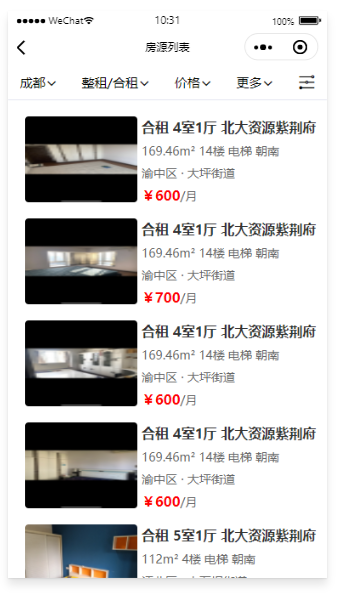 WeChat 10:31 100%
房源列表
成都 整租/合租 价格 更多
合租 4室1厅 北大资源紫荆府
169.46m² 14楼 电梯 朝南
渝中区 · 大坪街道
￥600/月
合租 4室1厅 北大资源紫荆府
169.46m² 14楼 电梯 朝南
渝中区 · 大坪街道
￥700/月
合租 4室1厅 北大资源紫荆府
169.46m² 14楼 电梯 朝南
渝中区 · 大坪街道
￥600/月
合租 4室1厅 北大资源紫荆府
169.46m² 14楼 电梯 朝南
渝中区 · 大坪街道
￥600/月
合租 5室1厅 北大资源紫荆府
112m² 4楼 电梯 朝南